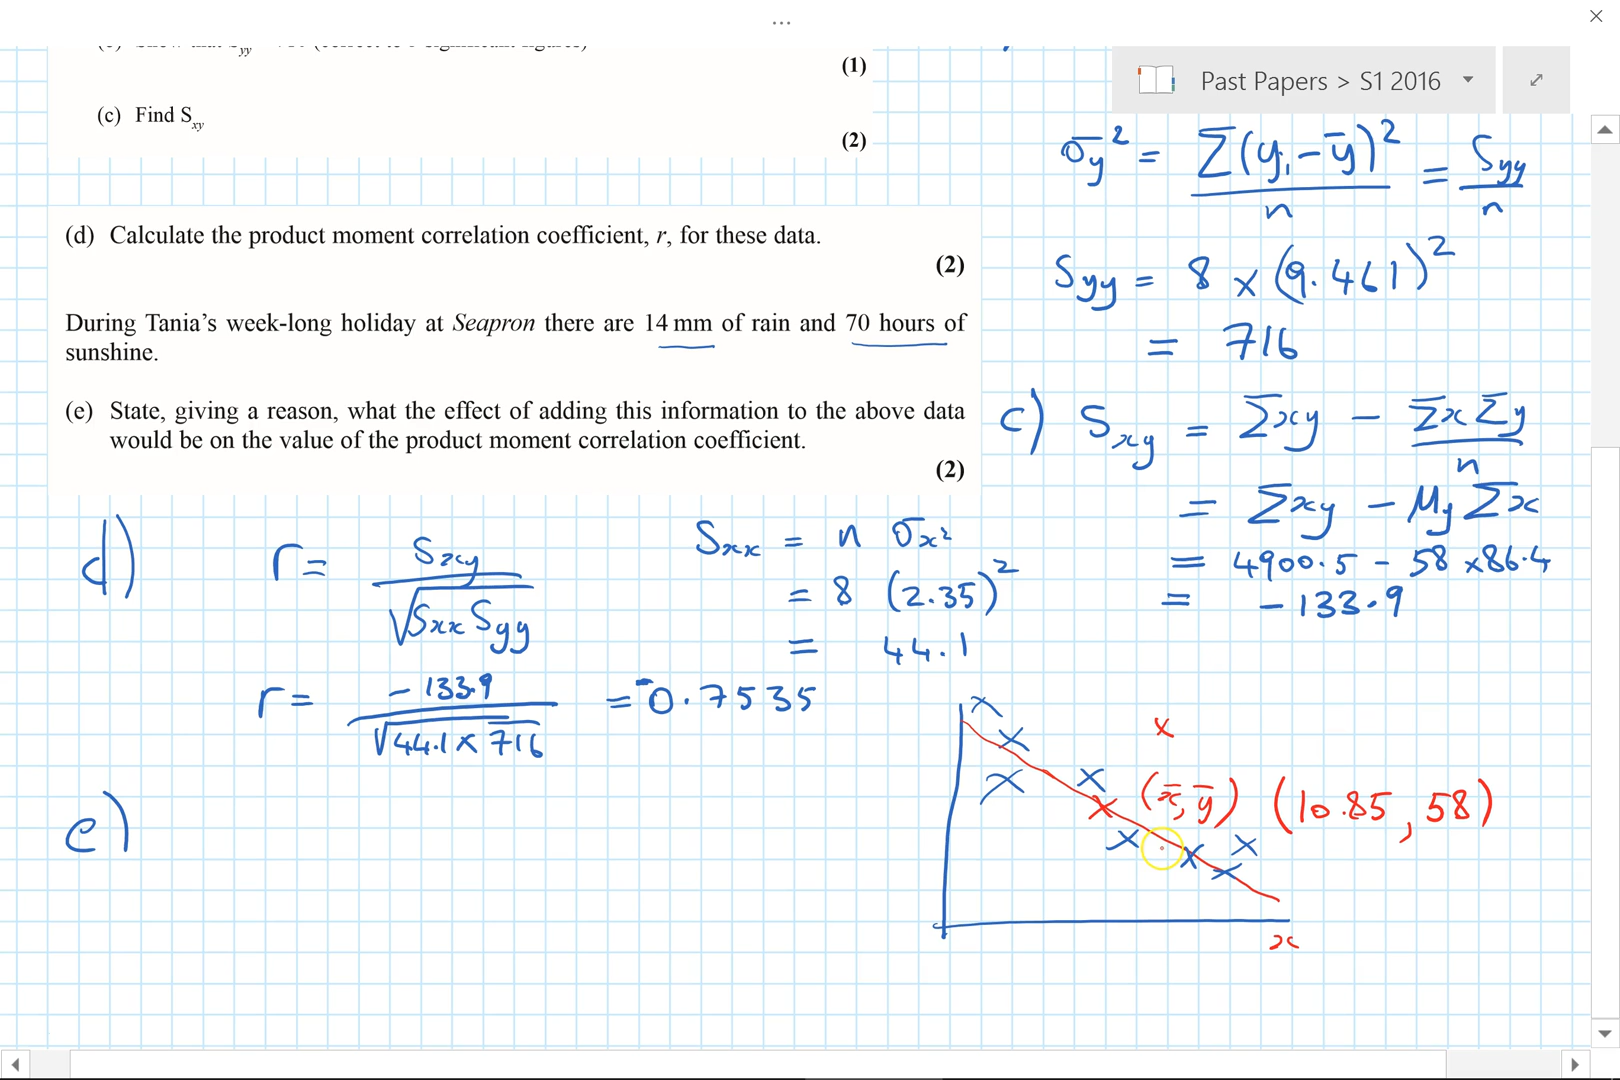 (1)
(c) Find Sxy
(2)
(d) Calculate the product moment correlation coefficient, r, for these data.
(2)
During Tania's week-long holiday at Seapron there are 14 mm of rain and 70 hours of
sunshine.
(e) State, giving a reason, what the effect of adding this information to the above data
would be on the value of the product moment correlation coefficient.
(2)
Past Papers > S1 2016
σy² = Σ(yᵢ - ȳ)² / n = Syy / n
Syy = 8 × (9.461)²
= 716
c) Sxy = Σxy - ΣxΣy / n
= Σxy - μy Σx
= 4900.5 - 58 × 86.4
= -133.9
d) r = Sxy / √Sxx Syy
Sxx = n σx²
= 8 (2.35)²
= 44.1
r = -133.9 / √44.1 × 716 = -0.7535
e)
x
(x̄, ȳ) (10.85, 58)
x